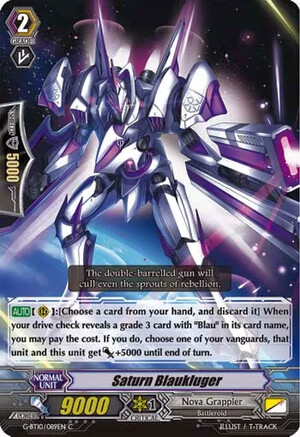 2
GRADE
SHIELD
5000
The double-barrelled gun will
cull even the sprouts of rebellion.
AUTO [ ]:[Choose a card from your hand, and discard it] When
your drive check reveals a grade 3 card with "Blau" in its card name,
you may pay the cost. If you do, choose one of your vanguards, that
unit and this unit get +5000 until end of turn.
NORMAL
UNIT
Saturn Blaukluger
POWER
9000
1
CRITICAL
Nova Grappler
Battleroid
G-BT10/089EN C
ILLUST / T-TRACK